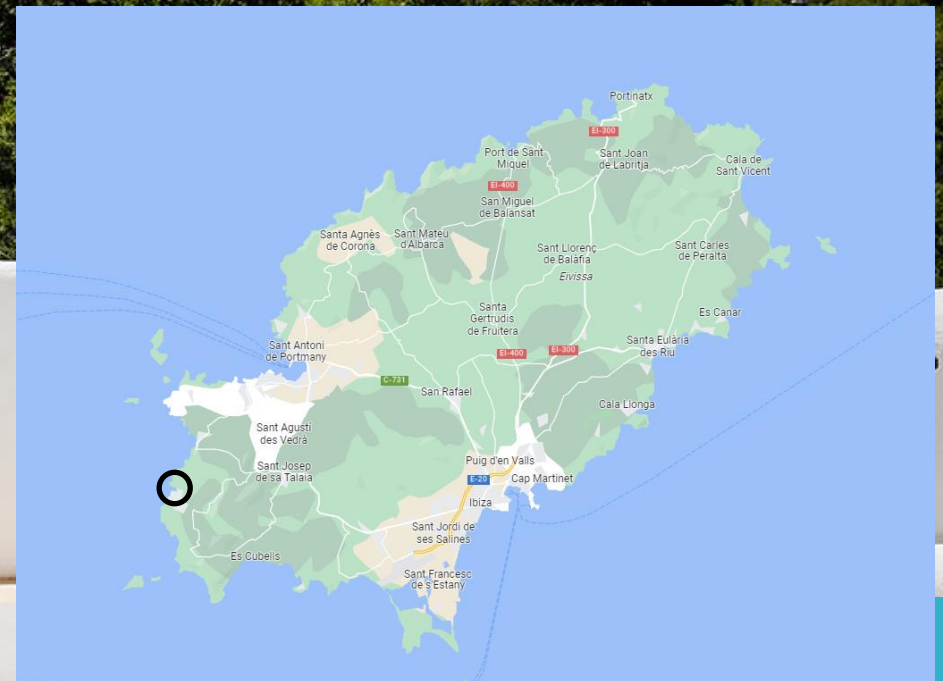 Portinatx
EI-300
Port de Sant
Miquel
Sant Joan
de Labritja
Cala de
Sant Vicent
EI-400
San Miguel
de Balansat
Santa Agnès
de Corona
Sant Mateu
d'Albarca
Sant Llorenç
de Balàfia
Sant Carles
de Peralta
Eivissa
Santa
Gertrudis
de Fruitera
Es Canar
Sant Antoni
de Portmany
EI-400
EI-300
Santa Eulària
des Riu
C-731
San Rafael
Cala Llonga
Sant Agustí
des Vedrà
Sant Josep
de sa Talaia
Puig d'en Valls
E-20
Cap Martinet
Ibiza
Sant Jordi de
ses Salines
Es Cubells
Sant Francesc
de s'Estany